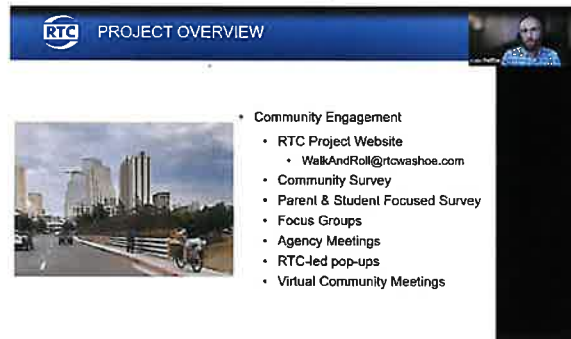 RTC PROJECT OVERVIEW
• Community Engagement
• RTC Project Website
• WalkAndRoll@rtcwashoe.com
• Community Survey
• Parent & Student Focused Survey
• Focus Groups
• Agency Meetings
• RTC-led pop-ups
• Virtual Community Meetings